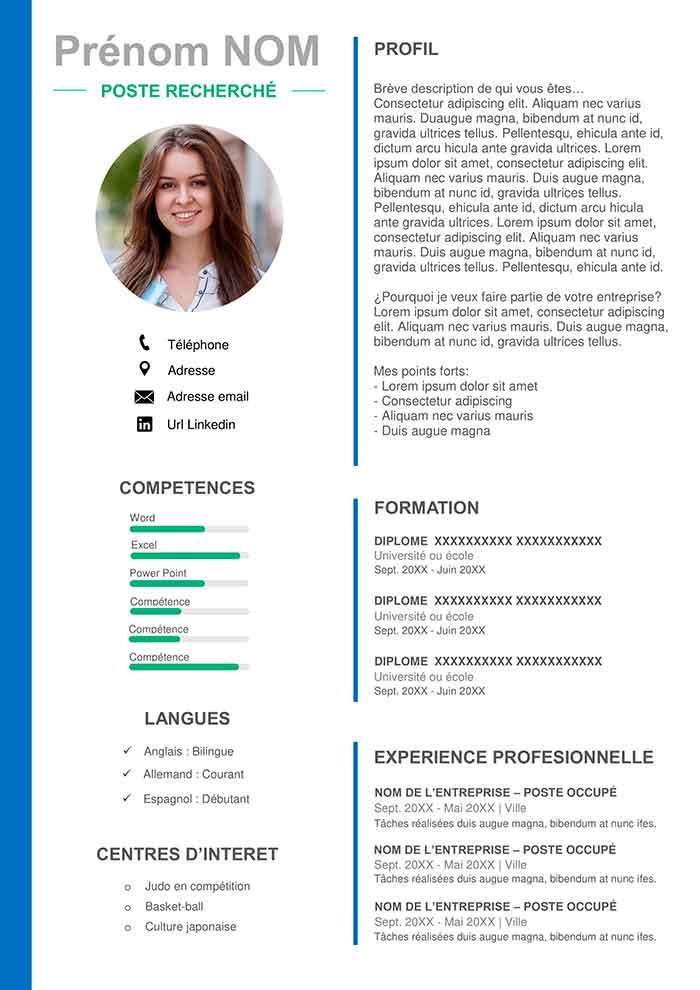 Prénom NOM
POSTE RECHERCHÉ
Téléphone
Adresse
Adresse email
Url Linkedin
COMPETENCES
Word
Excel
Power Point
Compétence
Compétence
Compétence
LANGUES
✓ Anglais : Bilingue
✓ Allemand : Courant
✓ Espagnol : Débutant
CENTRES D’INTERET
o Judo en compétition
o Basket-ball
o Culture japonaise
PROFIL
Brève description de qui vous êtes…
Consectetur adipiscing elit. Aliquam nec varius
mauris. Duaugue magna, bibendum at nunc id,
gravida ultrices tellus. Pellentesqu, ehicula ante id,
dictum arcu hicula ante gravida ultrices. Lorem
ipsum dolor sit amet, consectetur adipiscing elit.
Aliquam nec varius mauris. Duis augue magna,
bibendum at nunc id, gravida ultrices tellus.
Pellentesqu, ehicula ante id, dictum arcu hicula
ante gravida ultrices. Lorem ipsum dolor sit amet,
consectetur adipiscing elit. Aliquam nec varius
mauris. Duis augue magna, bibendum at nunc id,
gravida ultrices tellus. Pellentesqu, ehicula ante id.
¿Pourquoi je veux faire partie de votre entreprise?
Lorem ipsum dolor sit amet, consectetur adipiscing
elit. Aliquam nec varius mauris. Duis augue magna,
bibendum at nunc id, gravida ultrices tellus.
Mes points forts:
- Lorem ipsum dolor sit amet
- Consectetur adipiscing
- Aliquam nec varius mauris
- Duis augue magna
FORMATION
DIPLOME XXXXXXXXXX XXXXXXXXXXX
Université ou école
Sept. 20XX - Juin 20XX
DIPLOME XXXXXXXXXX XXXXXXXXXXX
Université ou école
Sept. 20XX - Juin 20XX
DIPLOME XXXXXXXXXX XXXXXXXXXXX
Université ou école
Sept. 20XX - Juin 20XX
EXPERIENCE PROFESIONNELLE
NOM DE L’ENTREPRISE – POSTE OCCUPÉ
Sept. 20XX - Mai 20XX | Ville
Tâches réalisées duis augue magna, bibendum at nunc ifes.
NOM DE L’ENTREPRISE – POSTE OCCUPÉ
Sept. 20XX - Mai 20XX | Ville
Tâches réalisées duis augue magna, bibendum at nunc ifes.
NOM DE L’ENTREPRISE – POSTE OCCUPÉ
Sept. 20XX - Mai 20XX | Ville
Tâches réalisées duis augue magna, bibendum at nunc ifes.